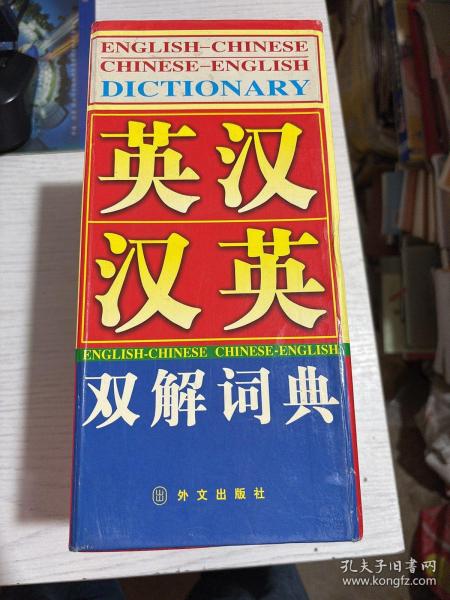 ENGLISH-CHINESE
CHINESE-ENGLISH
DICTIONARY
英汉
汉英
ENGLISH-CHINESE CHINESE-ENGLISH
双解词典
外文出版社
孔夫子旧书网
www.kongfz.com